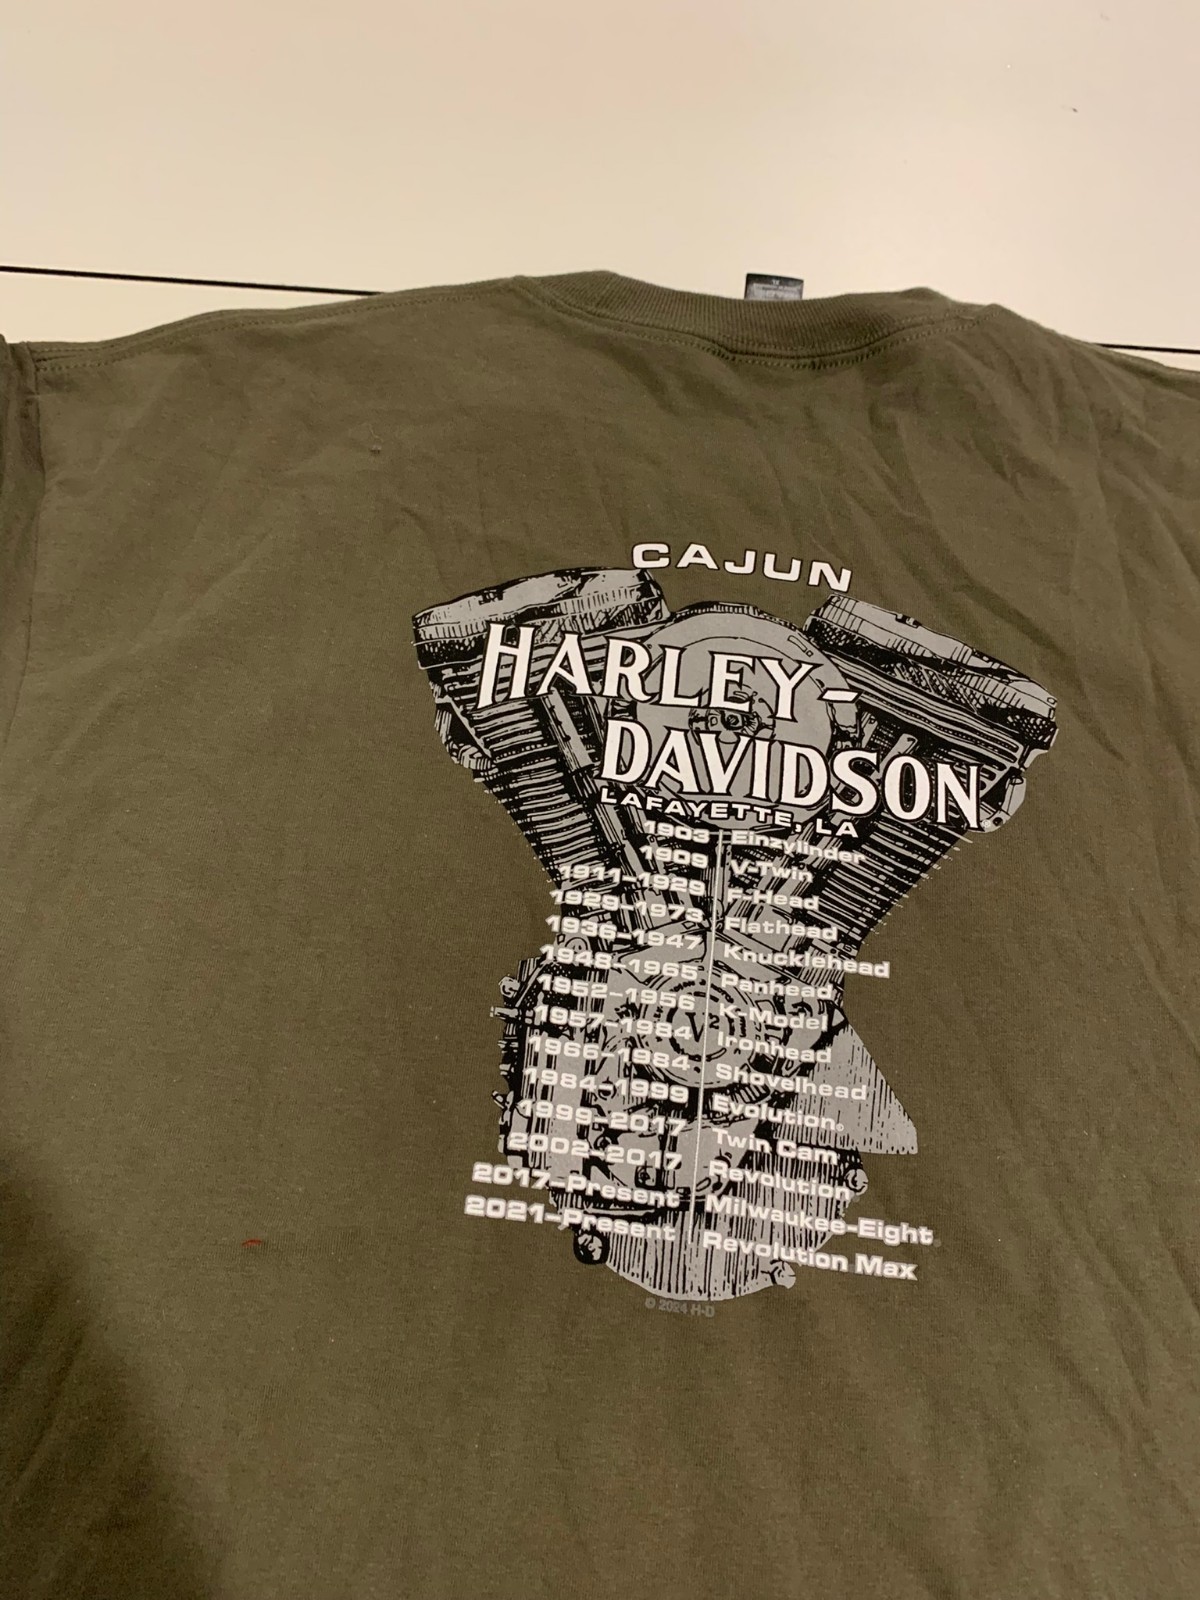 CAJUN
HARLEY-
DAVIDSON
LAFAYETTE, LA
1903 Einzylinder
1909 V-Twin
1911-1929 F-Head
1929-1973 Flathead
1936-1947 Knucklehead
1948-1965 Panhead
1952-1956 K-Model
1957-1984 Ironhead
1966-1984 Shovelhead
1984-1999 Evolution®
1999-2017 Twin Cam
2002-2017 Revolution
2017-Present Milwaukee-Eight®
2021-Present Revolution Max
V2
© 2024 H-D